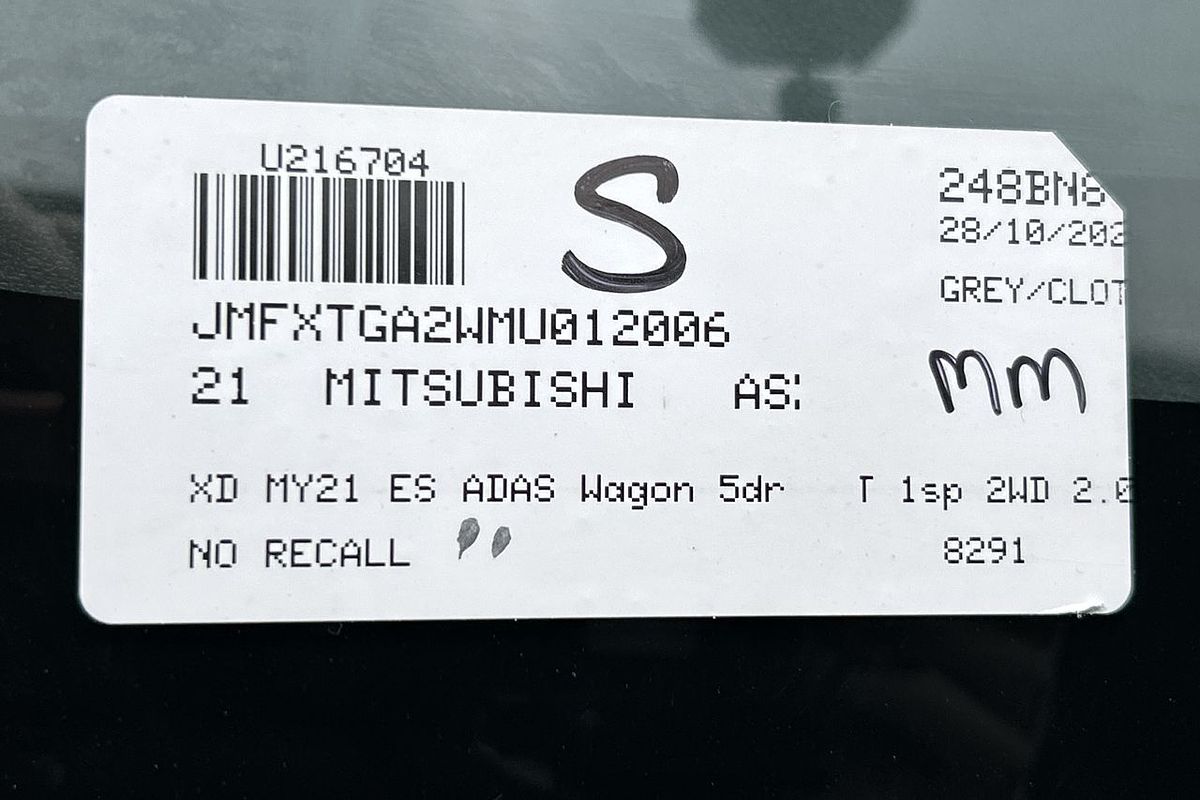 U216704
S
248BN8
28/10/202
GREY/CLOT
JMFXTGA2WMU012006
21 MITSUBISHI
MM
XD MY21 ES ADAS Wagon 5dr 1sp 2WD 2.0
NO RECALL
8291